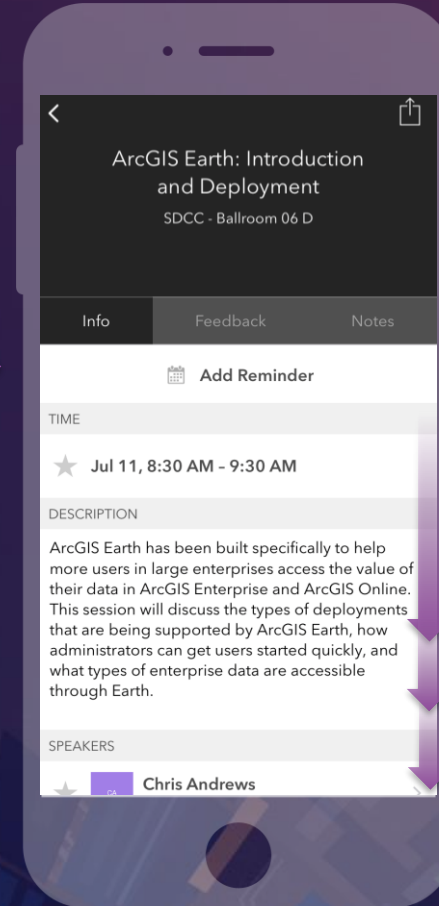 ArcGIS Earth: Introduction
and Deployment
SDCC - Ballroom 06 D
Info Feedback Notes
Add Reminder
TIME
Jul 11, 8:30 AM – 9:30 AM
DESCRIPTION
ArcGIS Earth has been built specifically to help
more users in large enterprises access the value of
their data in ArcGIS Enterprise and ArcGIS Online.
This session will discuss the types of deployments
that are being supported by ArcGIS Earth, how
administrators can get users started quickly, and
what types of enterprise data are accessible
through Earth.
SPEAKERS
CA Chris Andrews